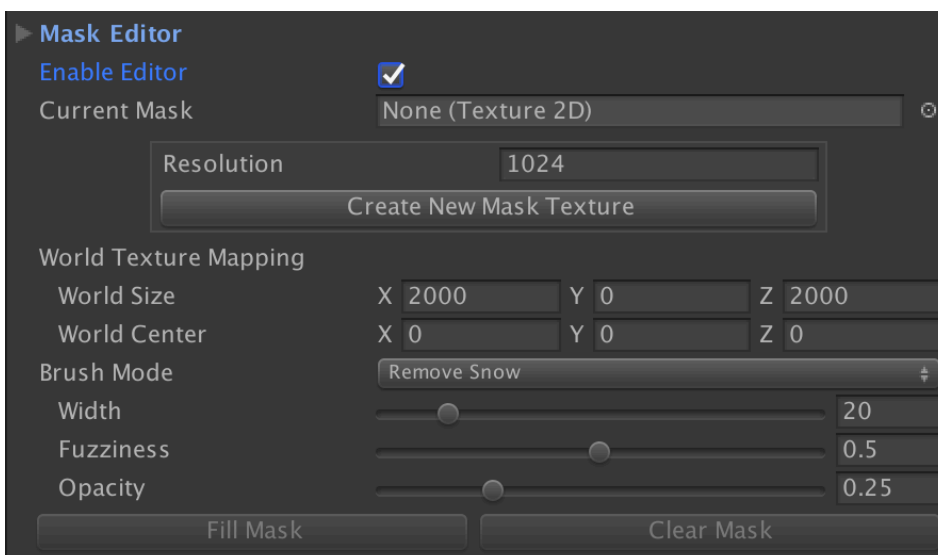 Mask Editor
Enable Editor
Current Mask None (Texture 2D)
Resolution 1024
Create New Mask Texture
World Texture Mapping
World Size X 2000 Y 0 Z 2000
World Center X 0 Y 0 Z 0
Brush Mode Remove Snow
Width 20
Fuzziness 0.5
Opacity 0.25
Fill Mask Clear Mask